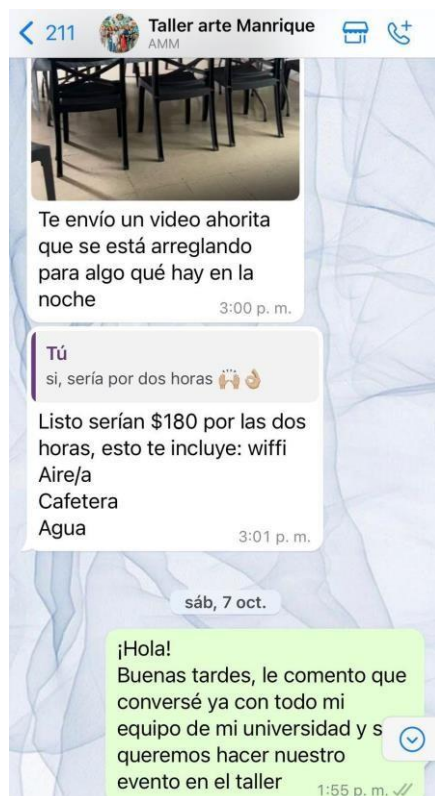 211
Taller arte Manrique
AMM
Te envío un video ahorita
que se está arreglando
para algo qué hay en la
noche
3:00 p. m.
Tú
si, sería por dos horas 🙌🏼👌🏼
Listo serían $180 por las dos
horas, esto te incluye: wiffi
Aire/a
Cafetera
Agua
3:01 p. m.
sáb, 7 oct.
¡Hola!
Buenas tardes, le comento que
conversé ya con todo mi
equipo de mi universidad y s
queremos hacer nuestro
evento en el taller
1:55 p. m.